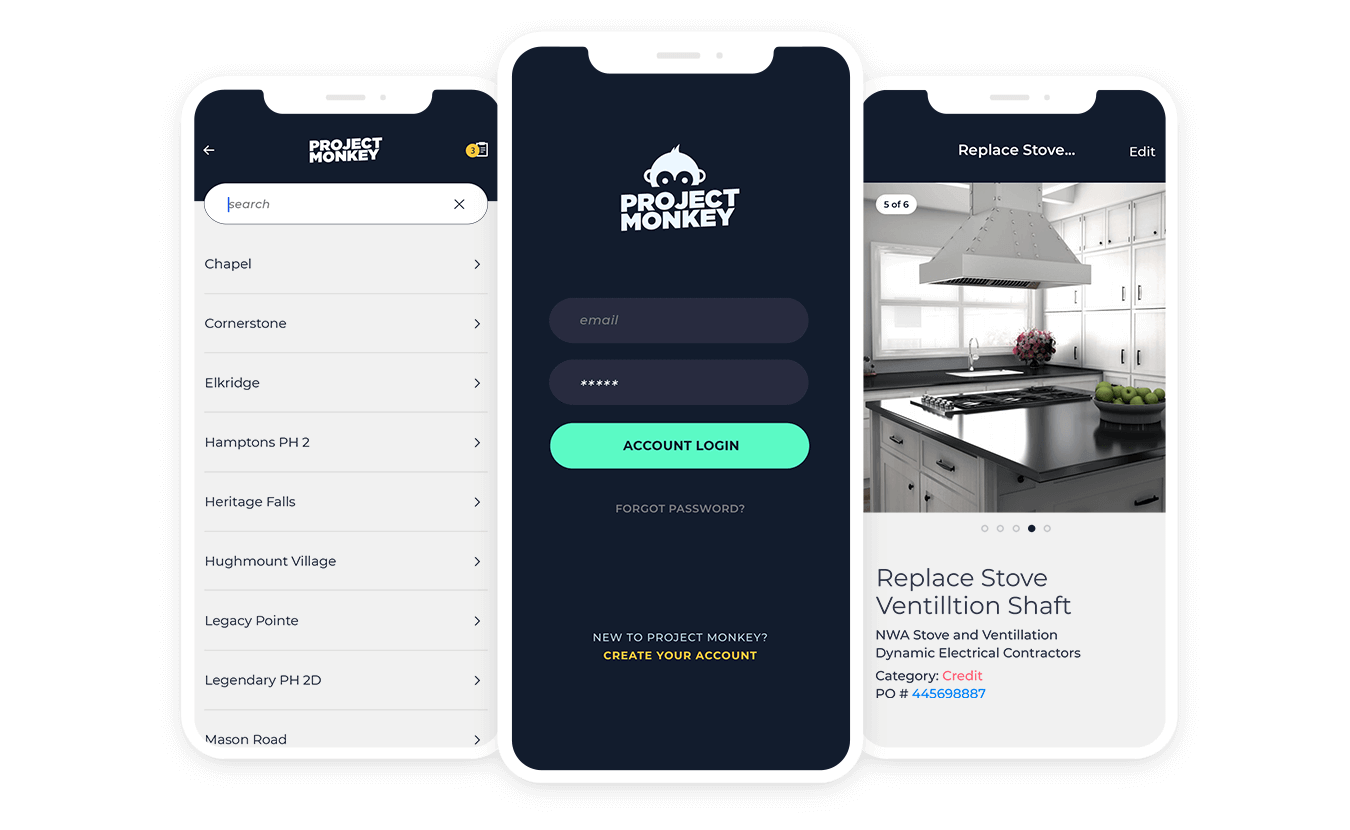 PROJECT
MONKEY
3
search
Chapel
Cornerstone
Elkridge
Hamptons PH 2
Heritage Falls
Hughmount Village
Legacy Pointe
Legendary PH 2D
Mason Road
PROJECT
MONKEY
email
*****
ACCOUNT LOGIN
FORGOT PASSWORD?
NEW TO PROJECT MONKEY?
CREATE YOUR ACCOUNT
Replace Stove...
Edit
5 of 6
Replace Stove
Ventilltion Shaft
NWA Stove and Ventillation
Dynamic Electrical Contractors
Category: Credit
PO # 445698887